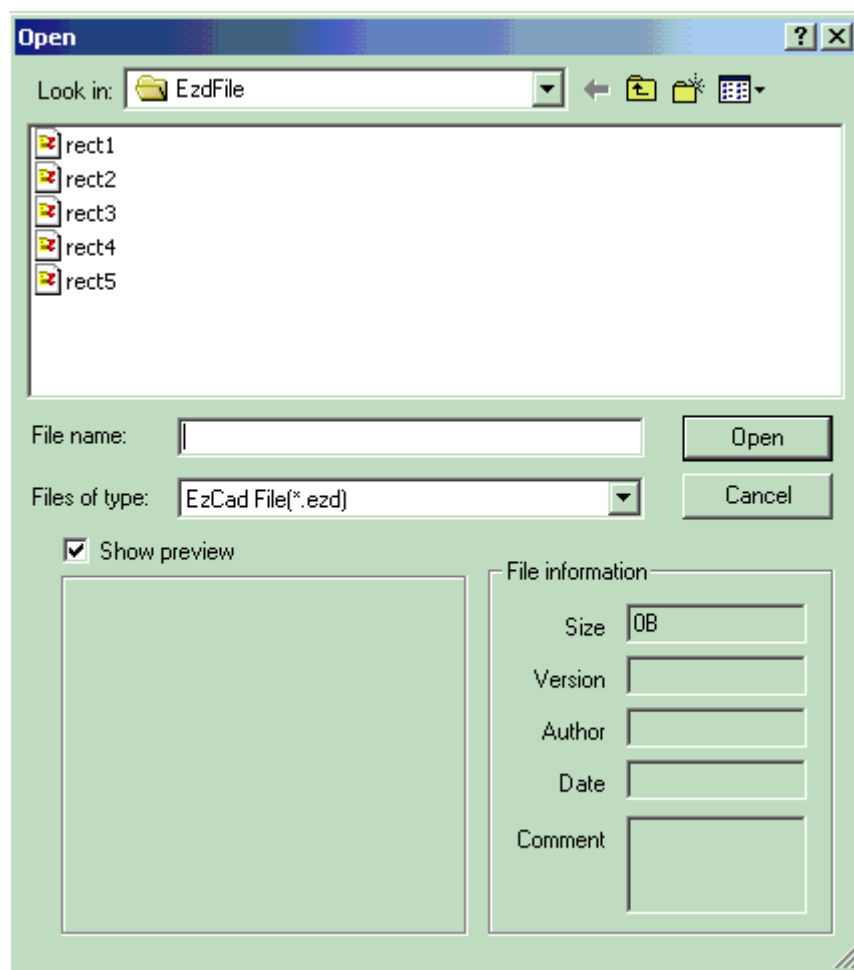 Open
Look in: EzdFile
rect1
rect2
rect3
rect4
rect5
File name: Open
Files of type: EzCad File(*.ezd) Cancel
Show preview
File information
Size 0B
Version
Author
Date
Comment